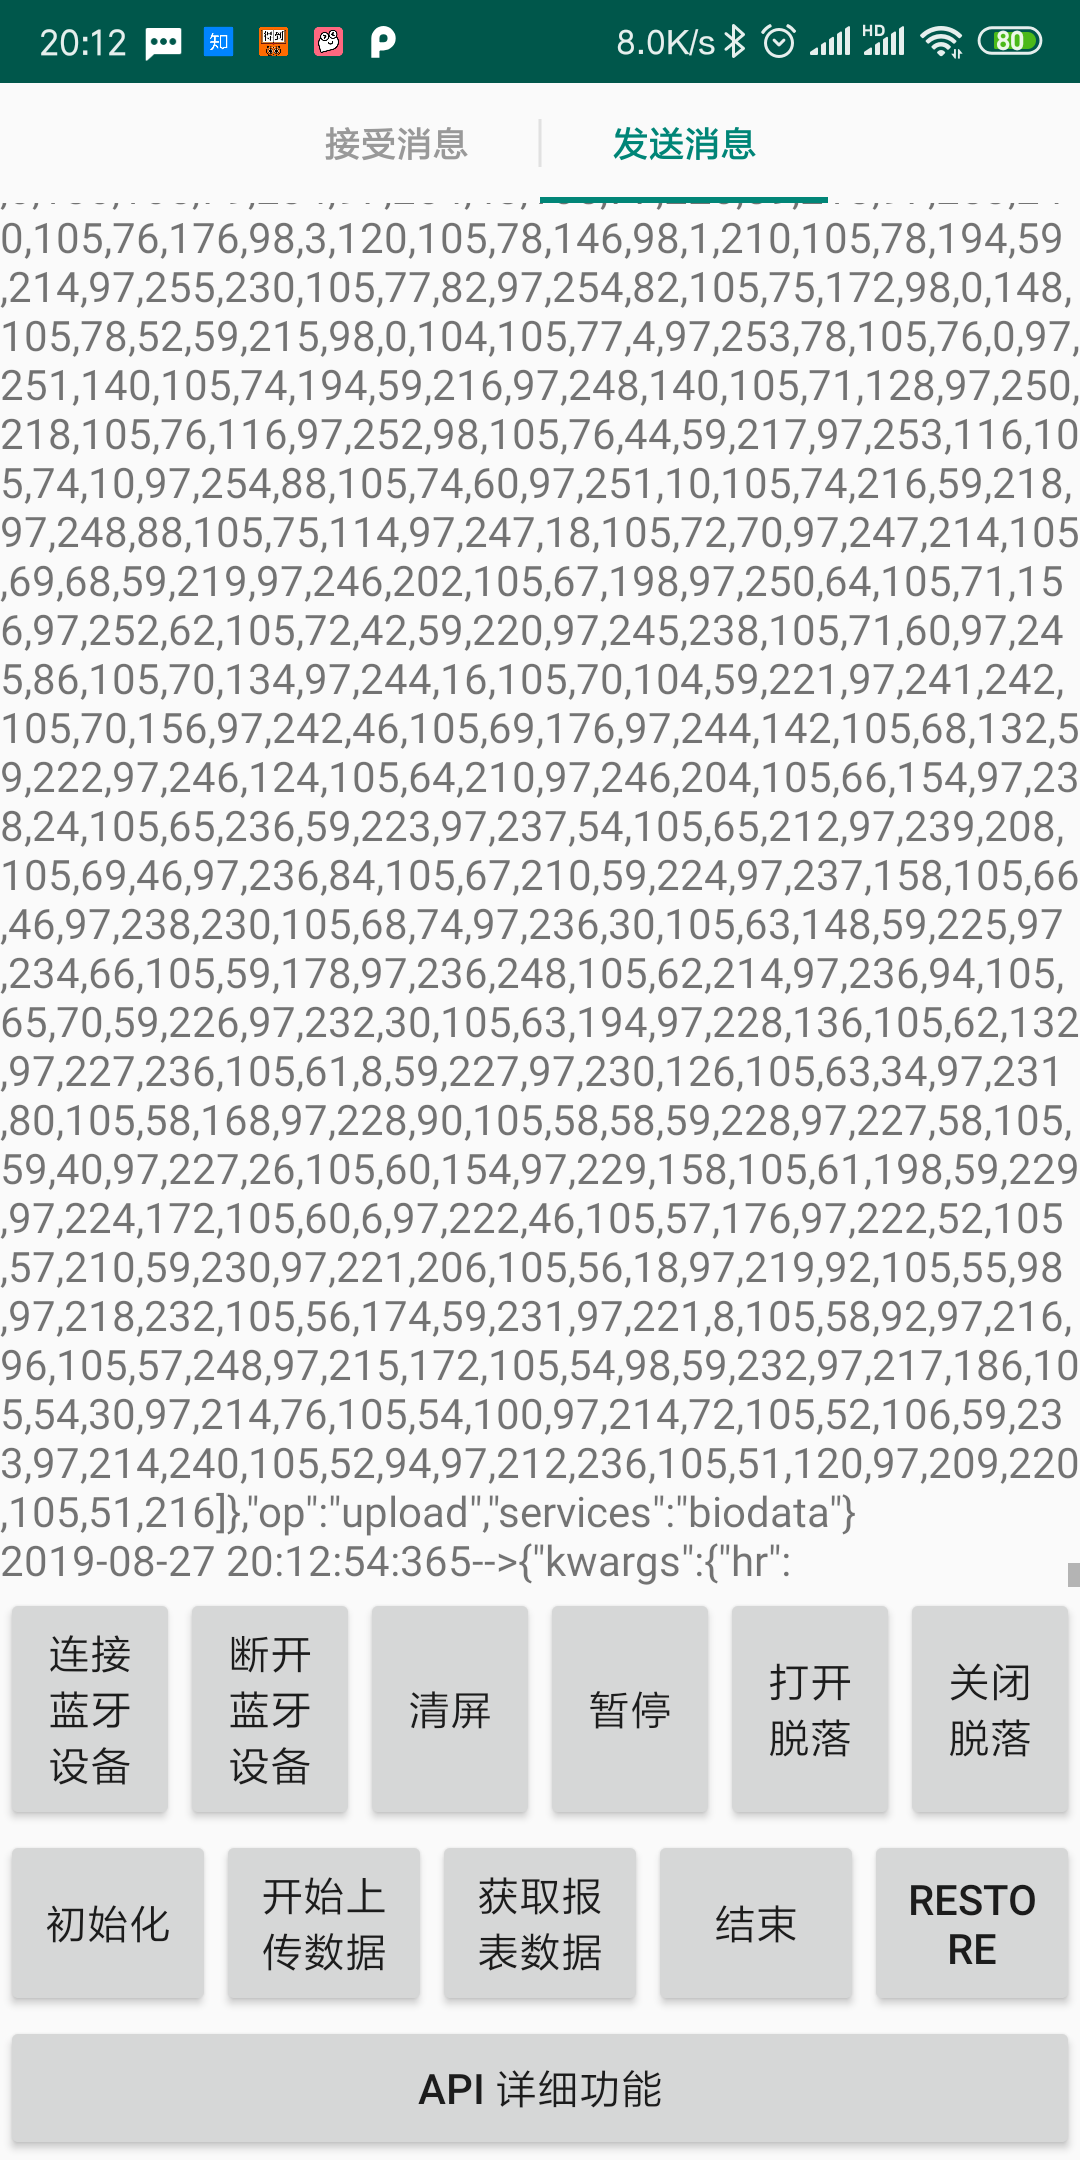 20:12 知 得到 8.0K/s HD 80
接受消息 发送消息
0,105,76,176,98,3,120,105,78,146,98,1,210,105,78,194,59
,214,97,255,230,105,77,82,97,254,82,105,75,172,98,0,148,
105,78,52,59,215,98,0,104,105,77,4,97,253,78,105,76,0,97,
251,140,105,74,194,59,216,97,248,140,105,71,128,97,250,
218,105,76,116,97,252,98,105,76,44,59,217,97,253,116,10
5,74,10,97,254,88,105,74,60,97,251,10,105,74,216,59,218,
97,248,88,105,75,114,97,247,18,105,72,70,97,247,214,105
,69,68,59,219,97,246,202,105,67,198,97,250,64,105,71,15
6,97,252,62,105,72,42,59,220,97,245,238,105,71,60,97,24
5,86,105,70,134,97,244,16,105,70,104,59,221,97,241,242,
105,70,156,97,242,46,105,69,176,97,244,142,105,68,132,5
9,222,97,246,124,105,64,210,97,246,204,105,66,154,97,23
8,24,105,65,236,59,223,97,237,54,105,65,212,97,239,208,
105,69,46,97,236,84,105,67,210,59,224,97,237,158,105,66
,46,97,238,230,105,68,74,97,236,30,105,63,148,59,225,97
,234,66,105,59,178,97,236,248,105,62,214,97,236,94,105,
65,70,59,226,97,232,30,105,63,194,97,228,136,105,62,132
,97,227,236,105,61,8,59,227,97,230,126,105,63,34,97,231
,80,105,58,168,97,228,90,105,58,58,59,228,97,227,58,105,
59,40,97,227,26,105,60,154,97,229,158,105,61,198,59,229
,97,224,172,105,60,6,97,222,46,105,57,176,97,222,52,105
,57,210,59,230,97,221,206,105,56,18,97,219,92,105,55,98
,97,218,232,105,56,174,59,231,97,221,8,105,58,92,97,216,
96,105,57,248,97,215,172,105,54,98,59,232,97,217,186,10
5,54,30,97,214,76,105,54,100,97,214,72,105,52,106,59,23
3,97,214,240,105,52,94,97,212,236,105,51,120,97,209,220
,105,51,216]},"op":"upload","services":"biodata"}
2019-08-27 20:12:54:365-->{"kwargs":{"hr":
连接
蓝牙
设备
断开
蓝牙
设备
清屏
暂停
打开
脱落
关闭
脱落
初始化
开始上
传数据
获取报
表数据
结束
RESTO
RE
API 详细功能